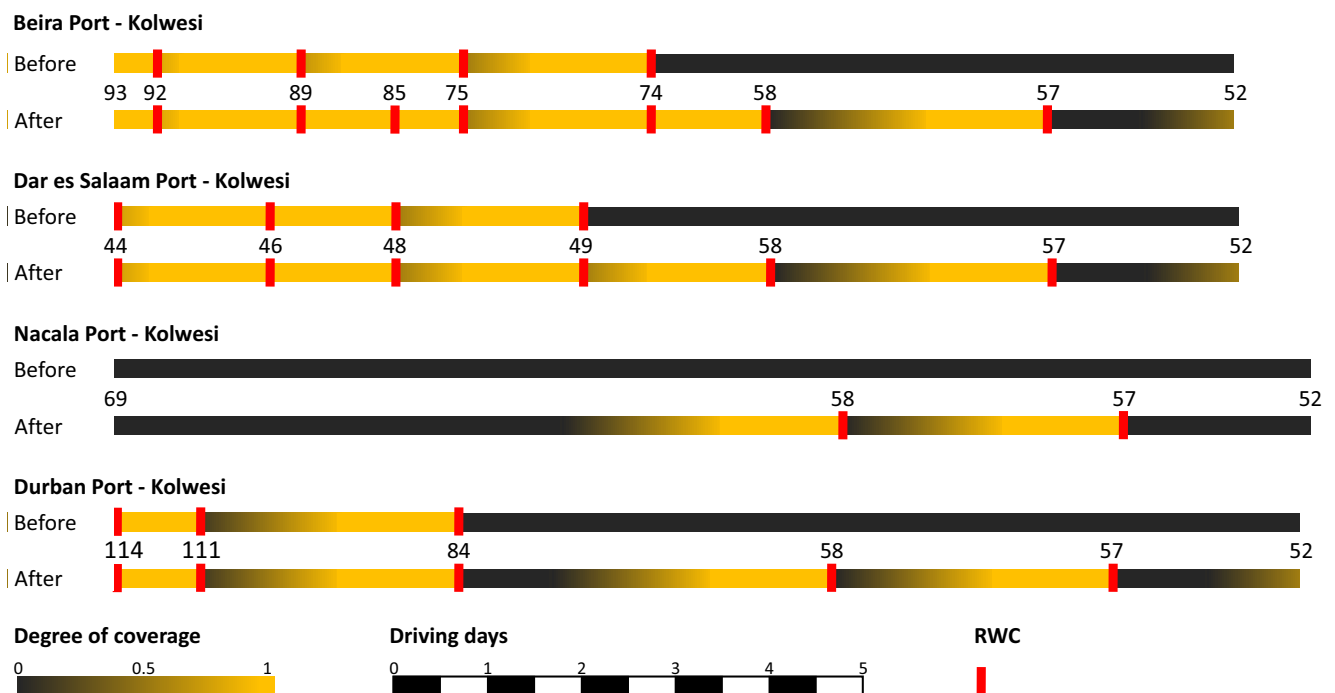 Beira Port - Kolwesi
Before
93 92 89 85 75 74 58 57 52
After
Dar es Salaam Port - Kolwesi
Before
44 46 48 49 58 57 52
After
Nacala Port - Kolwesi
Before
69 58 57 52
After
Durban Port - Kolwesi
Before
114 111 84 58 57 52
After
Degree of coverage Driving days RWC
0 0.5 1 0 1 2 3 4 5